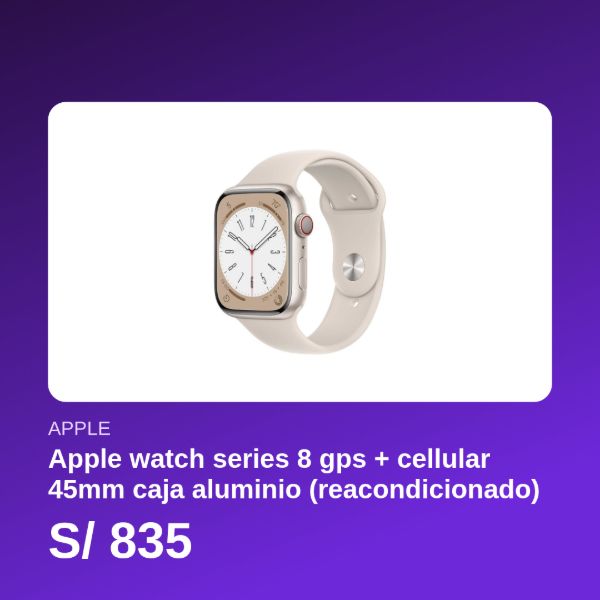 APPLE
Apple watch series 8 gps + cellular
45mm caja aluminio (reacondicionado)
S/ 835